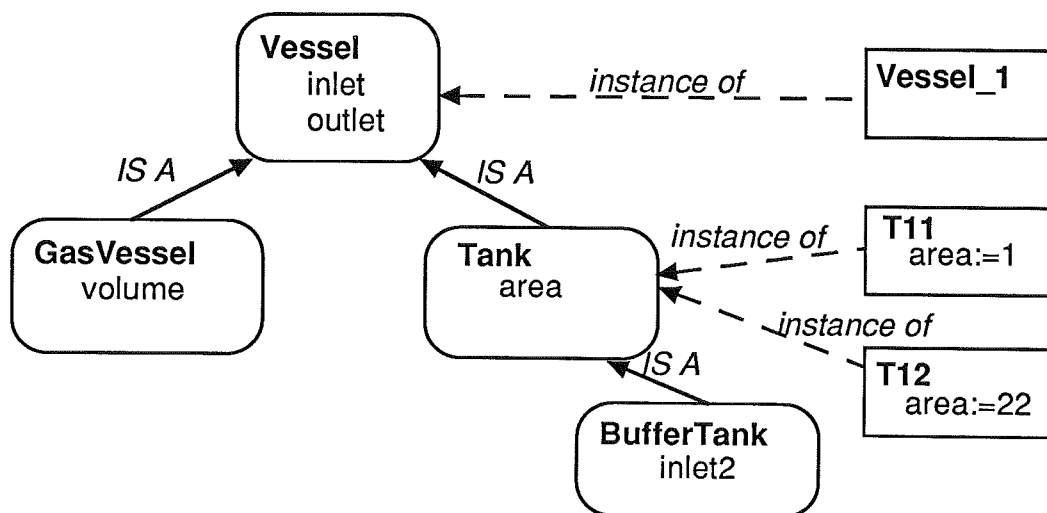 Vessel
inlet
outlet
instance of
Vessel_1
IS A
IS A
GasVessel
volume
Tank
area
instance of
T11
area:=1
instance of
T12
area:=22
IS A
BufferTank
inlet2